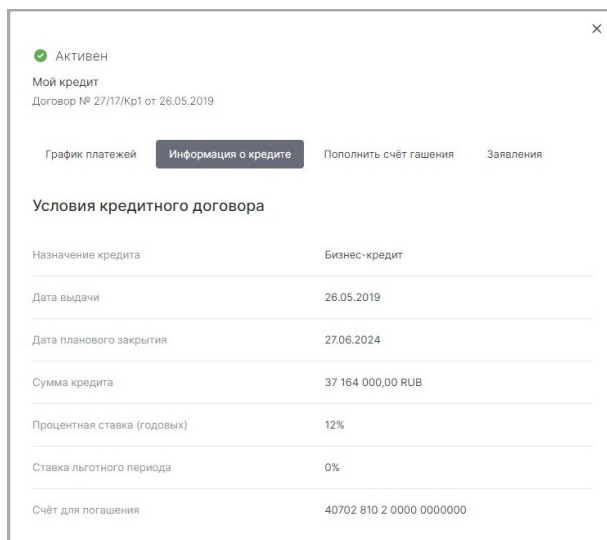 Активен
Мой кредит
Договор № 27/17/Кр1 от 26.05.2019
График платежей Информация о кредите Пополнить счёт гашения Заявления
Условия кредитного договора
Назначение кредита Бизнес-кредит
Дата выдачи 26.05.2019
Дата планового закрытия 27.06.2024
Сумма кредита 37 164 000,00 RUB
Процентная ставка (годовых) 12%
Ставка льготного периода 0%
Счёт для погашения 40702 810 2 0000 0000000